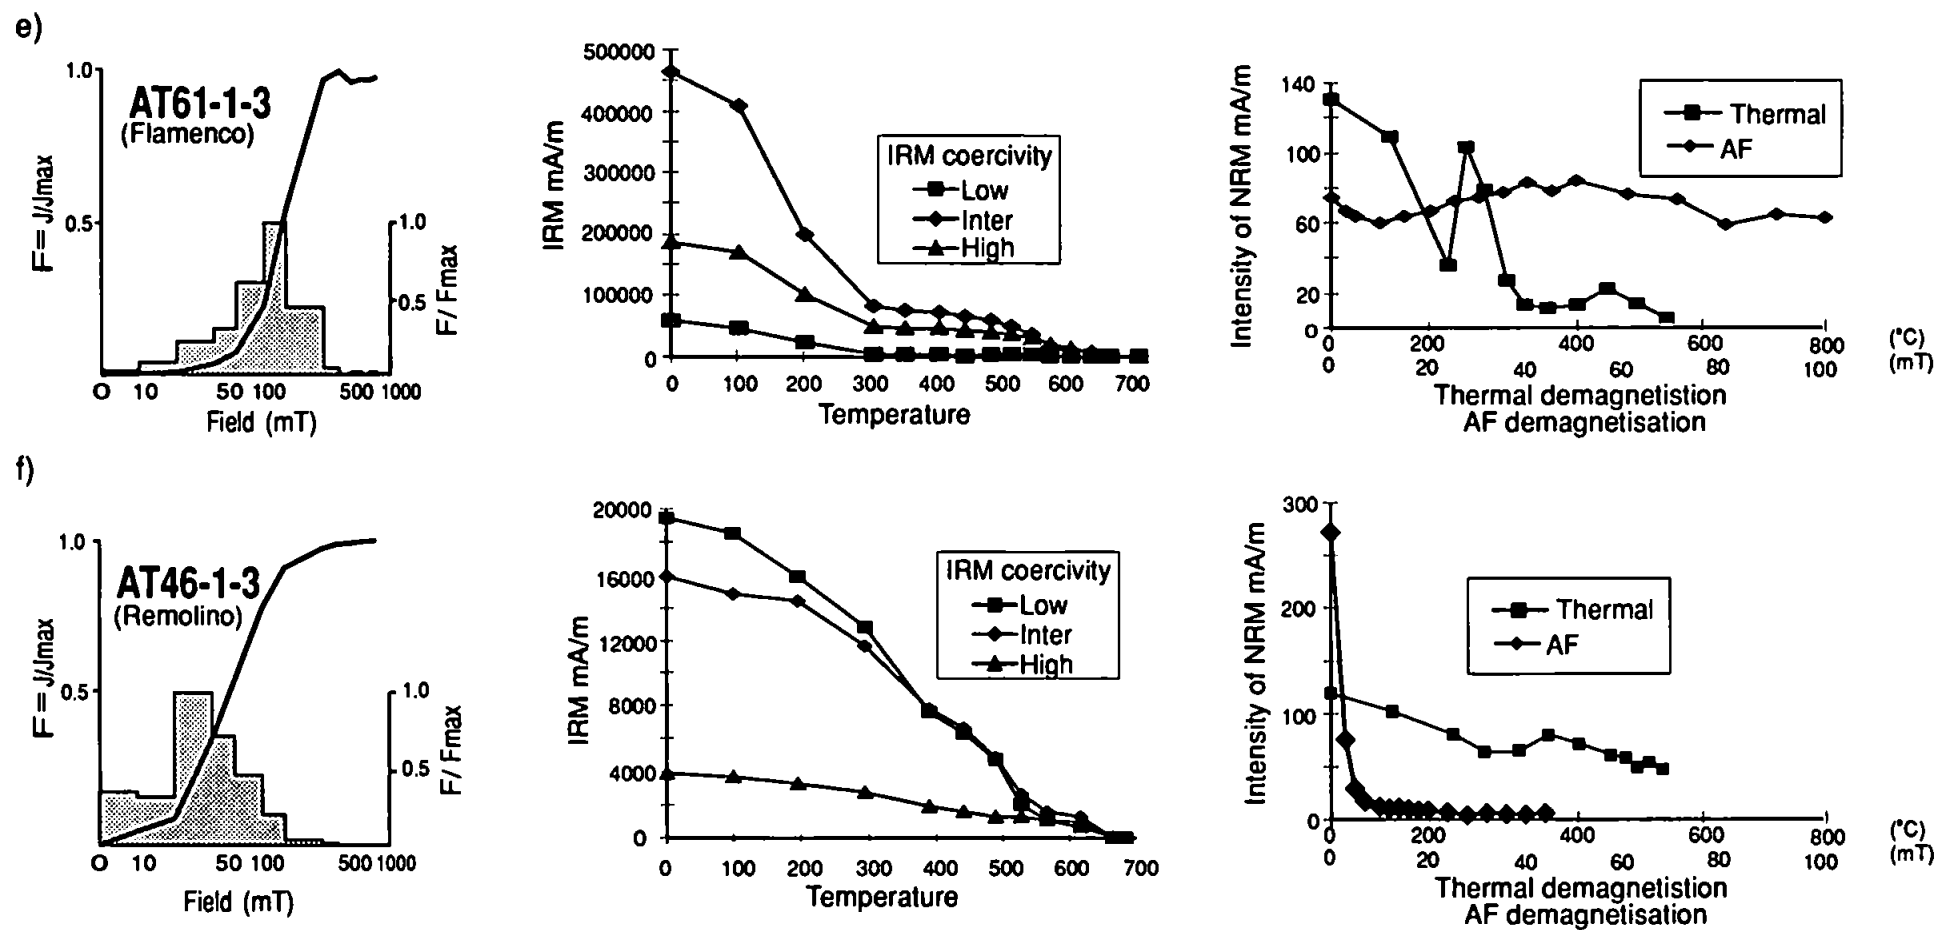 e)
1.0
AT61-1-3
(Flamenco)
F = J/Jmax
0.5
1.0
0.5
F/ Fmax
0 10 50 100 500 1000
Field (mT)
500000
400000
300000
200000
100000
0
IRM mA/m
IRM coercivity
Low
Inter
High
0 100 200 300 400 500 600 700
Temperature
140
100
60
20
0
Intensity of NRM mA/m
Thermal
AF
0 200 400 600 800 (°C)
0 20 40 60 80 100 (mT)
Thermal demagnetistion
AF demagnetisation
f)
1.0
AT46-1-3
(Remolino)
F = J/Jmax
0.5
1.0
0.5
F/ Fmax
0 10 50 100 500 1000
Field (mT)
20000
16000
12000
8000
4000
0
IRM mA/m
IRM coercivity
Low
Inter
High
0 100 200 300 400 500 600 700
Temperature
300
200
100
0
Intensity of NRM mA/m
Thermal
AF
200 400 600 800 (°C)
0 20 40 60 80 100 (mT)
Thermal demagnetistion
AF demagnetisation